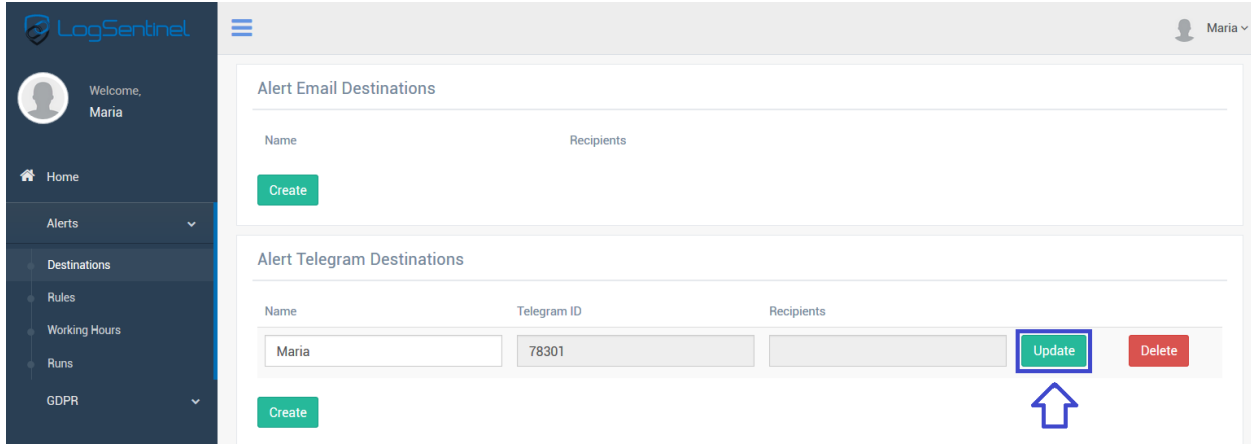 LogSentinel
Maria
Welcome,
Maria
Home
Alerts
Destinations
Rules
Working Hours
Runs
GDPR
Alert Email Destinations
Name Recipients
Create
Alert Telegram Destinations
Name Telegram ID Recipients
Maria 78301 Update Delete
Create